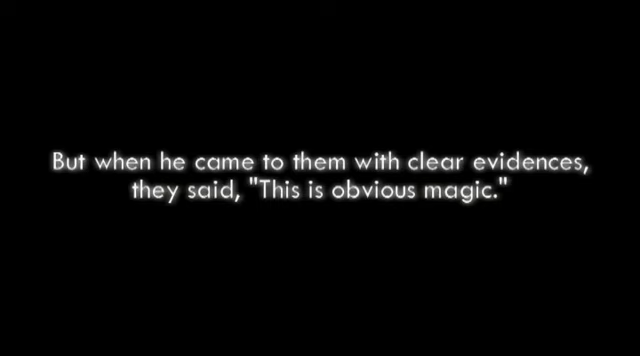 But when he came to them with clear evidences,
they said, "This is obvious magic."